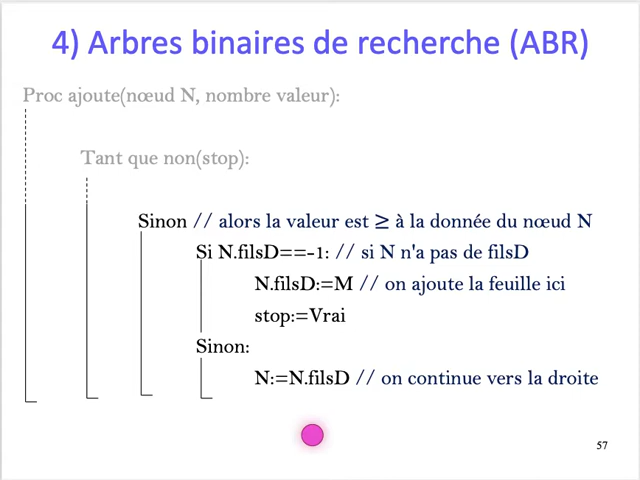 4) Arbres binaires de recherche (ABR)
Proc ajoute(nœud N, nombre valeur):
Tant que non(stop):
Sinon // alors la valeur est ≥ à la donnée du nœud N
Si N.filsD==-1: // si N n'a pas de filsD
N.filsD:=M // on ajoute la feuille ici
stop:=Vrai
Sinon:
N:=N.filsD // on continue vers la droite
57